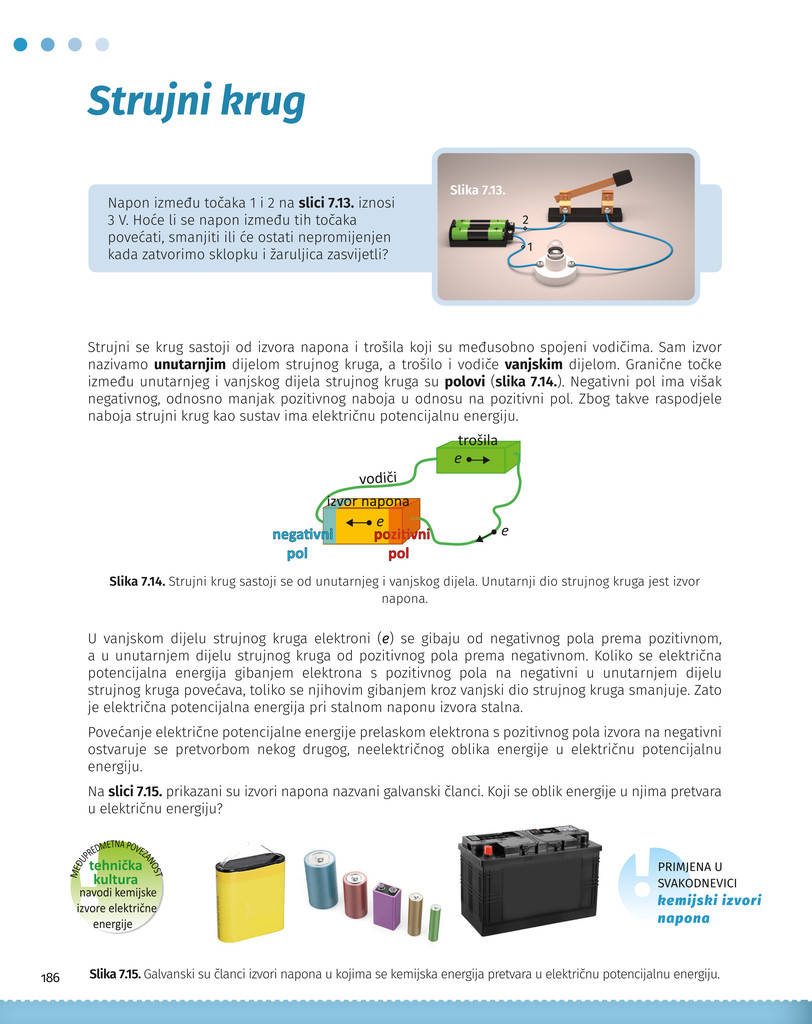 Strujni krug
Napon između točaka 1 i 2 na slici 7.13. iznosi
3 V. Hoće li se napon između tih točaka
povećati, smanjiti ili će ostati nepromijenjen
kada zatvorimo sklopku i žaruljica zasvijetli?
Slika 7.13.
2
1
Strujni se krug sastoji od izvora napona i trošila koji su međusobno spojeni vodičima. Sam izvor
nazivamo unutarnjim dijelom strujnog kruga, a trošilo i vodiče vanjskim dijelom. Granične točke
između unutarnjeg i vanjskog dijela strujnog kruga su polovi (slika 7.14.). Negativni pol ima višak
negativnog, odnosno manjak pozitivnog naboja u odnosu na pozitivni pol. Zbog takve raspodjele
naboja strujni krug kao sustav ima električnu potencijalnu energiju.
trošila
e
vodiči
izvor napona
e
negativni
pol
pozitivni
pol
e
Slika 7.14. Strujni krug sastoji se od unutarnjeg i vanjskog dijela. Unutarnji dio strujnog kruga jest izvor
napona.
U vanjskom dijelu strujnog kruga elektroni (e) se gibaju od negativnog pola prema pozitivnom,
a u unutarnjem dijelu strujnog kruga od pozitivnog pola prema negativnom. Koliko se električna
potencijalna energija gibanjem elektrona s pozitivnog pola na negativni u unutarnjem dijelu
strujnog kruga povećava, toliko se njihovim gibanjem kroz vanjski dio strujnog kruga smanjuje. Zato
je električna potencijalna energija pri stalnom naponu izvora stalna.
Povećanje električne potencijalne energije prelaskom elektrona s pozitivnog pola izvora na negativni
ostvaruje se pretvorbom nekog drugog, neelektričnog oblika energije u električnu potencijalnu
energiju.
Na slici 7.15. prikazani su izvori napona nazvani galvanski članci. Koji se oblik energije u njima pretvara
u električnu energiju?
MEĐUPREDMETNA POVEZANOST
tehnička
kultura
navodi kemijske
izvore električne
energije
PRIMJENA U
SVAKODNEVICI
kemijski izvori
napona
186
Slika 7.15. Galvanski su članci izvori napona u kojima se kemijska energija pretvara u električnu potencijalnu energiju.